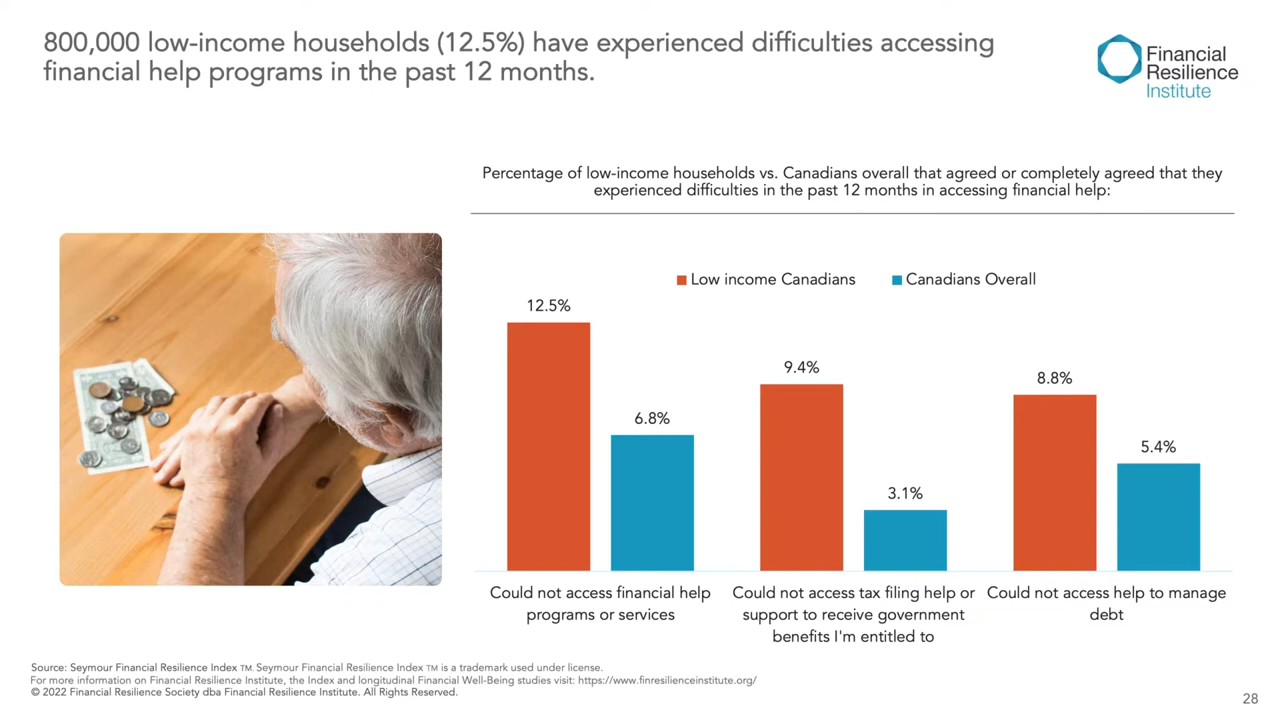 800,000 low-income households (12.5%) have experienced difficulties accessing
financial help programs in the past 12 months.
Financial
Resilience
Institute
Percentage of low-income households vs. Canadians overall that agreed or completely agreed that they
experienced difficulties in the past 12 months in accessing financial help:
Low income Canadians
Canadians Overall
12.5%
6.8%
9.4%
3.1%
8.8%
5.4%
Could not access financial help
programs or services
Could not access tax filing help or
support to receive government
benefits I'm entitled to
Could not access help to manage
debt
Source: Seymour Financial Resilience Index TM. Seymour Financial Resilience Index TM is a trademark used under license.
For more information on Financial Resilience Institute, the Index and longitudinal Financial Well-Being studies visit: https://www.finresilienceinstitute.org/
© 2022 Financial Resilience Society dba Financial Resilience Institute. All Rights Reserved.
28